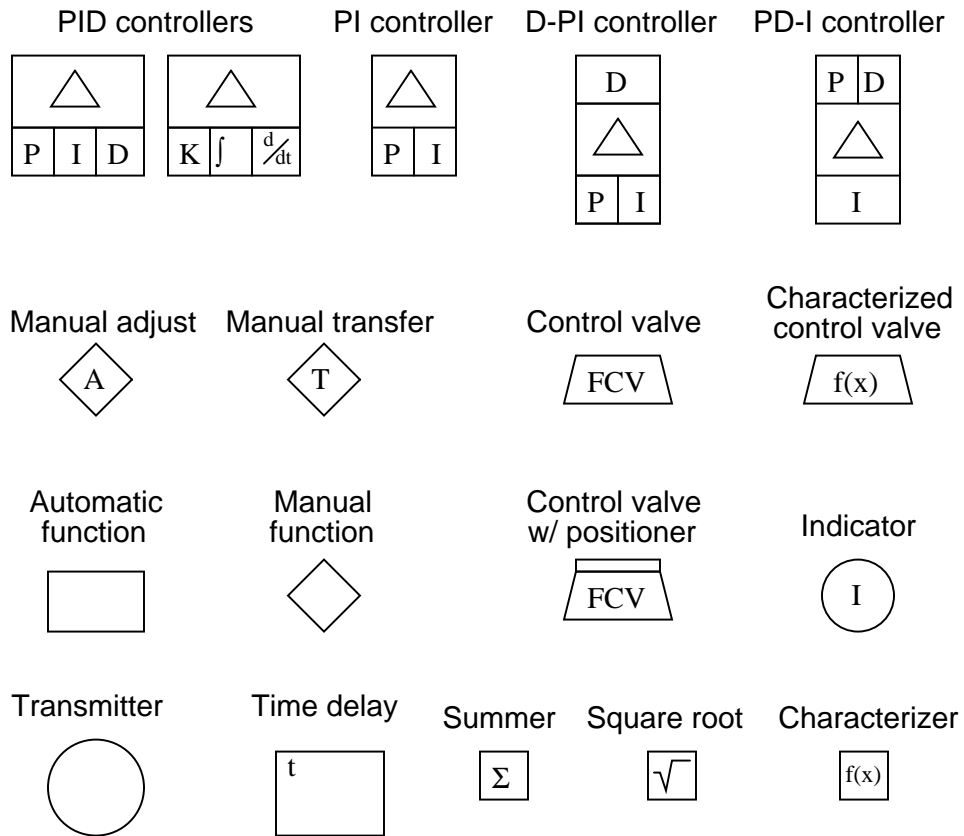 PID controllers
PI controller
D-PI controller
PD-I controller
P I D
K ∫ d/dt
P I
D
P I
P D
I
Manual adjust
Manual transfer
Control valve
Characterized
control valve
A
T
FCV
f(x)
Automatic
function
Manual
function
Control valve
w/ positioner
Indicator
FCV
I
Transmitter
Time delay
Summer
Square root
Characterizer
t
Σ
√
f(x)